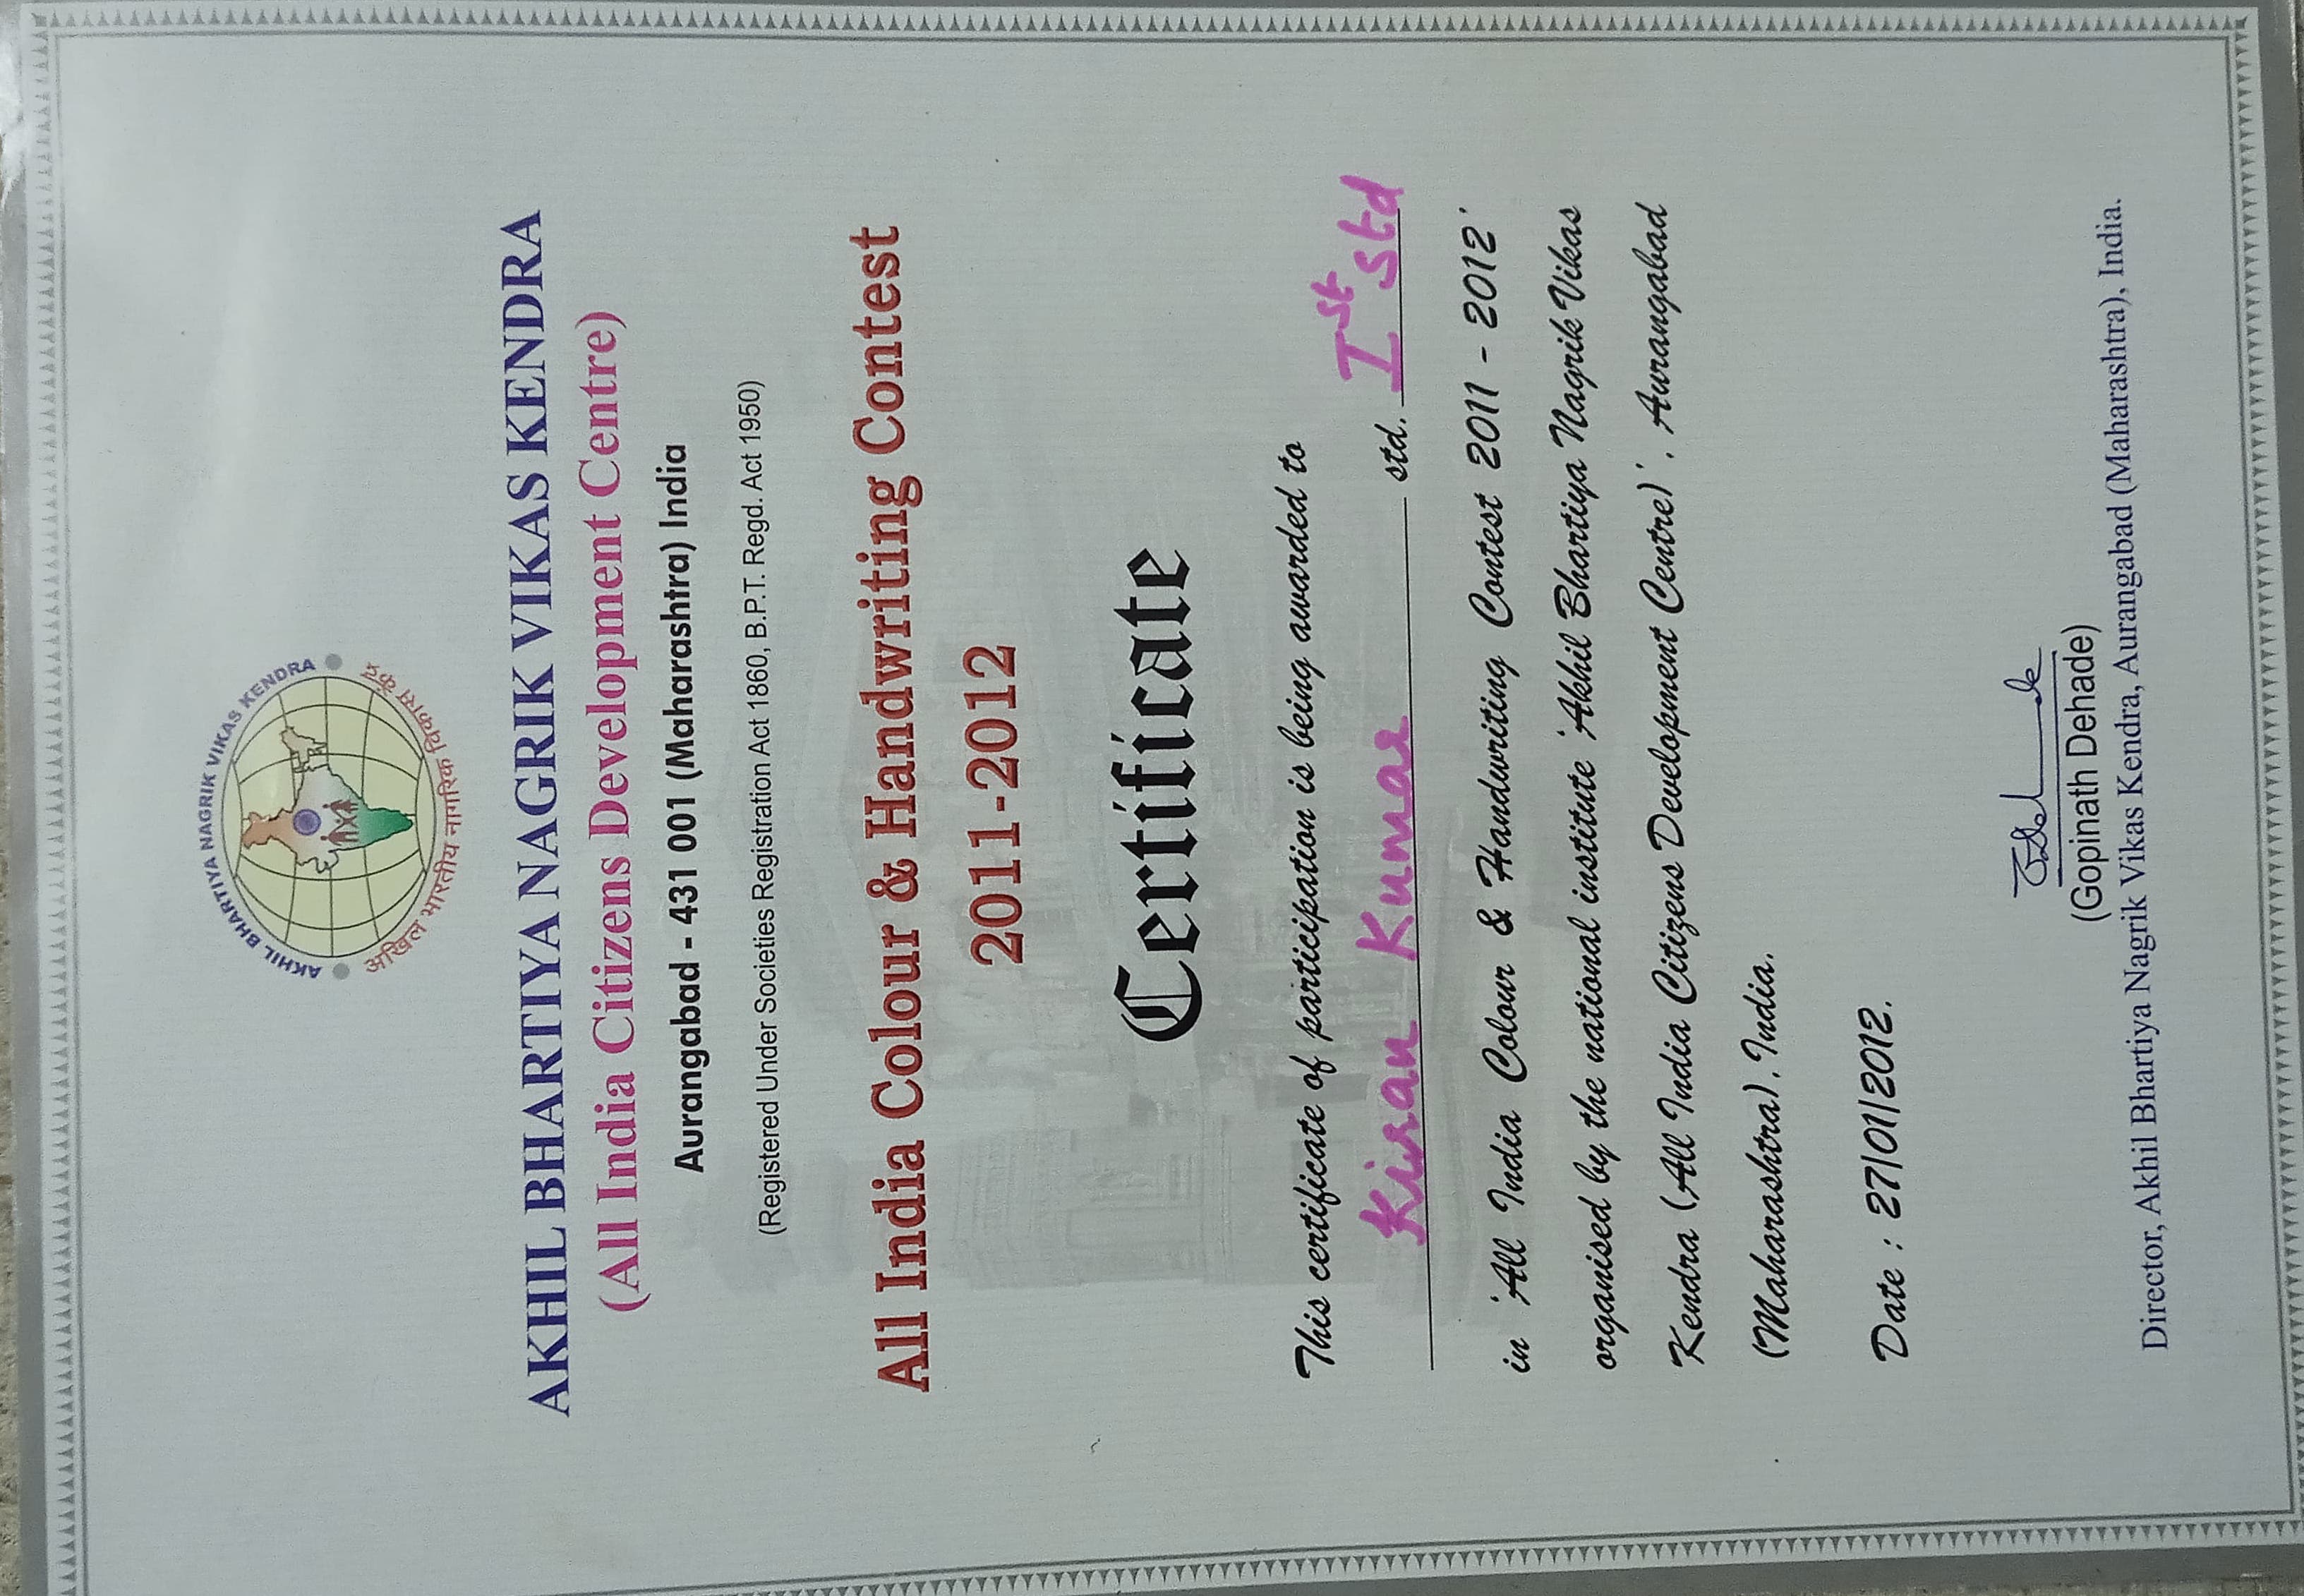 AKHIL BHARTIYA NAGRIK VIKAS KENDRA
अखिल भारतीय नागरिक विकास केंद्र
AKHIL BHARTIYA NAGRIK VIKAS KENDRA
(All India Citizens Development Centre)
Aurangabad - 431 001 (Maharashtra) India
(Registered Under Societies Registration Act 1860, B.P.T. Regd. Act 1950)
All India Colour & Handwriting Contest
2011-2012
Certificate
This certificate of participation is being awarded to
Kiran Kumar std. Ist std
in 'All India Colour & Handwriting Contest 2011 - 2012'
organised by the national institute 'Akhil Bhartiya Nagrik Vikas
Kendra (All India Citizens Development Centre)', Aurangabad
(Maharashtra), India.
Date : 27/01/2012.
(Gopinath Dehade)
Director, Akhil Bhartiya Nagrik Vikas Kendra, Aurangabad (Maharashtra), India.